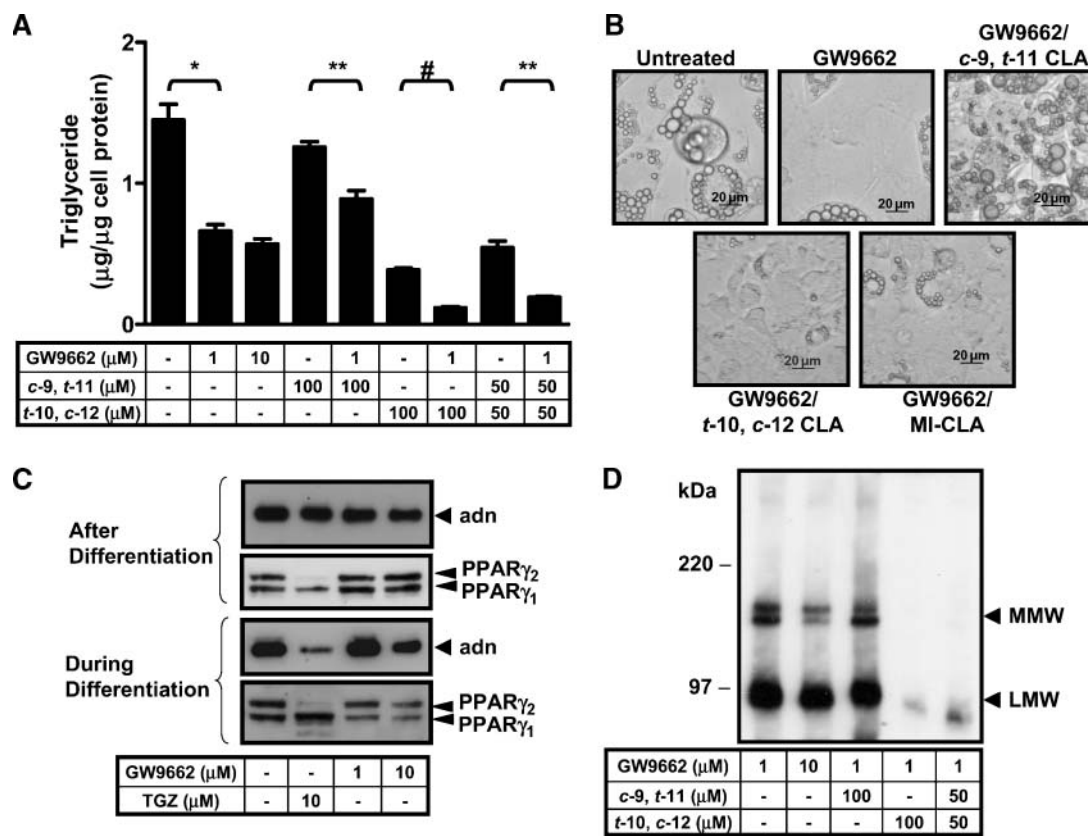 A
Triglyceride
(µg/µg cell protein)
2
1
0
*
**
#
**
GW9662 (µM) - 1 10 - 1 - 1 - 1
c-9, t-11 (µM) - - - 100 100 - - 50 50
t-10, c-12 (µM) - - - - - 100 100 50 50
B
Untreated
GW9662
GW9662/
c-9, t-11 CLA
20 µm
20 µm
20 µm
20 µm
20 µm
GW9662/
t-10, c-12 CLA
GW9662/
MI-CLA
C
After
Differentiation
adn
PPARγ2
PPARγ1
During
Differentiation
adn
PPARγ2
PPARγ1
GW9662 (µM) - - 1 10
TGZ (µM) - 10 - -
D
kDa
220 –
97 –
MMW
LMW
GW9662 (µM) 1 10 1 1 1
c-9, t-11 (µM) - - 100 - 50
t-10, c-12 (µM) - - - 100 50